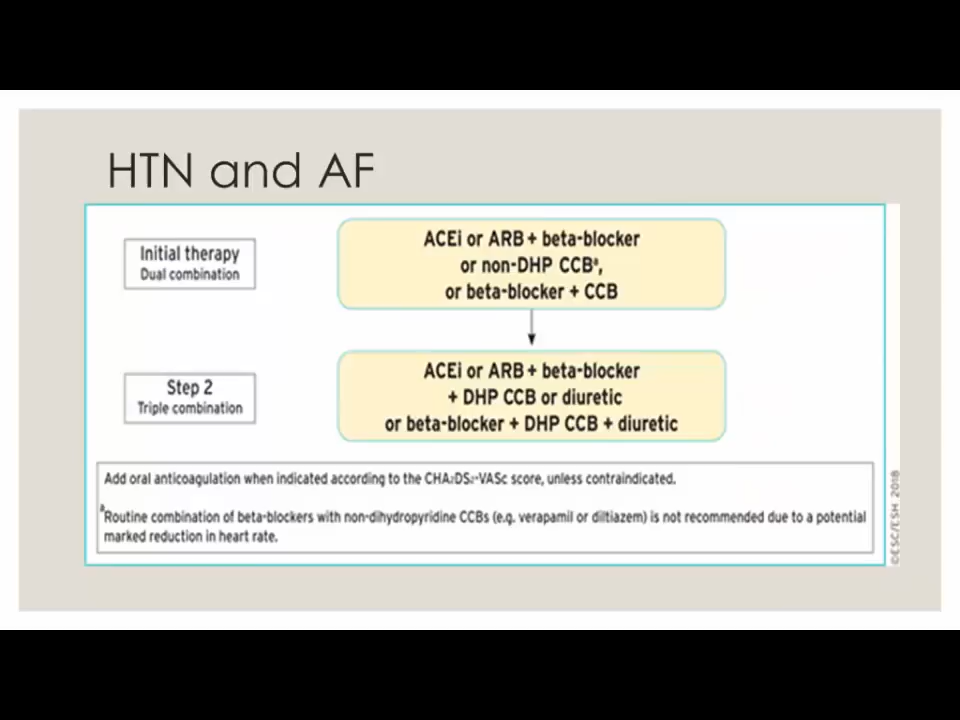 HTN and AF
Initial therapy
Dual combination
ACEi or ARB + beta-blocker
or non-DHP CCBᵃ,
or beta-blocker + CCB
Step 2
Triple combination
ACEi or ARB + beta-blocker
+ DHP CCB or diuretic
or beta-blocker + DHP CCB + diuretic
Add oral anticoagulation when indicated according to the CHA₂DS₂-VASc score, unless contraindicated.
ᵃRoutine combination of beta-blockers with non-dihydropyridine CCBs (e.g. verapamil or diltiazem) is not recommended due to a potential
marked reduction in heart rate.
©ESC/ESH 2018